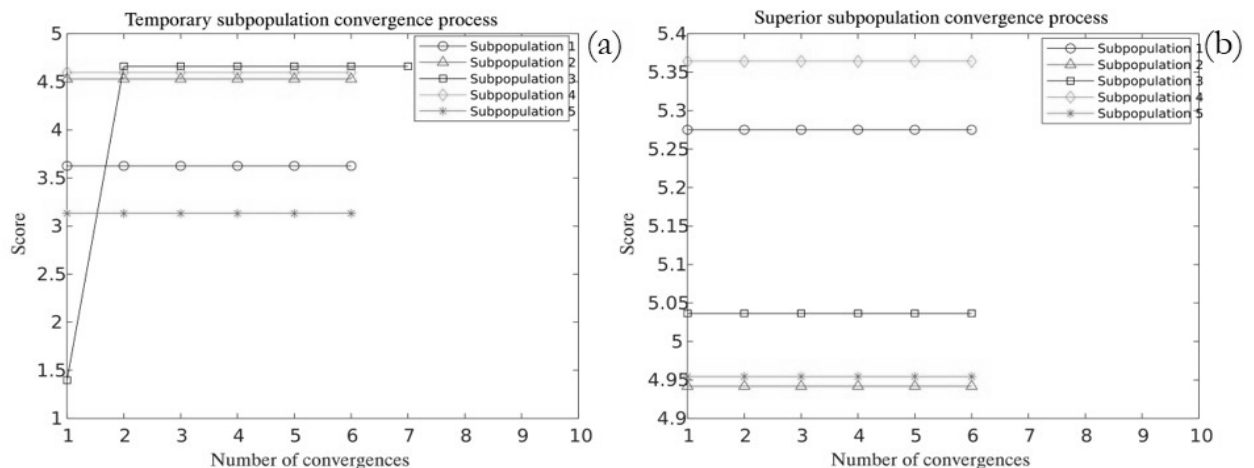 Temporary subpopulation convergence process
(a)
5
4.5
4
3.5
3
2.5
2
1.5
1
Score
Subpopulation 1
Subpopulation 2
Subpopulation 3
Subpopulation 4
Subpopulation 5
1 2 3 4 5 6 7 8 9 10
Number of convergences
Superior subpopulation convergence process
(b)
5.4
5.35
5.3
5.25
5.2
5.15
5.1
5.05
5
4.95
4.9
Score
Subpopulation 1
Subpopulation 2
Subpopulation 3
Subpopulation 4
Subpopulation 5
1 2 3 4 5 6 7 8 9 10
Number of convergences